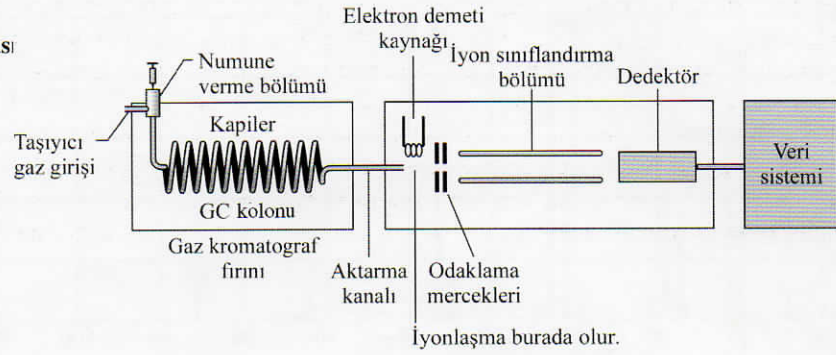 Elektron demeti
kaynağı
İyon sınıflandırma
bölümü
Dedektör
Numune
verme bölümü
Taşıyıcı
gaz girişi
Kapiler
GC kolonu
Gaz kromatograf
fırını
Aktarma
kanalı
Odaklama
mercekleri
İyonlaşma burada olur.
Veri
sistemi